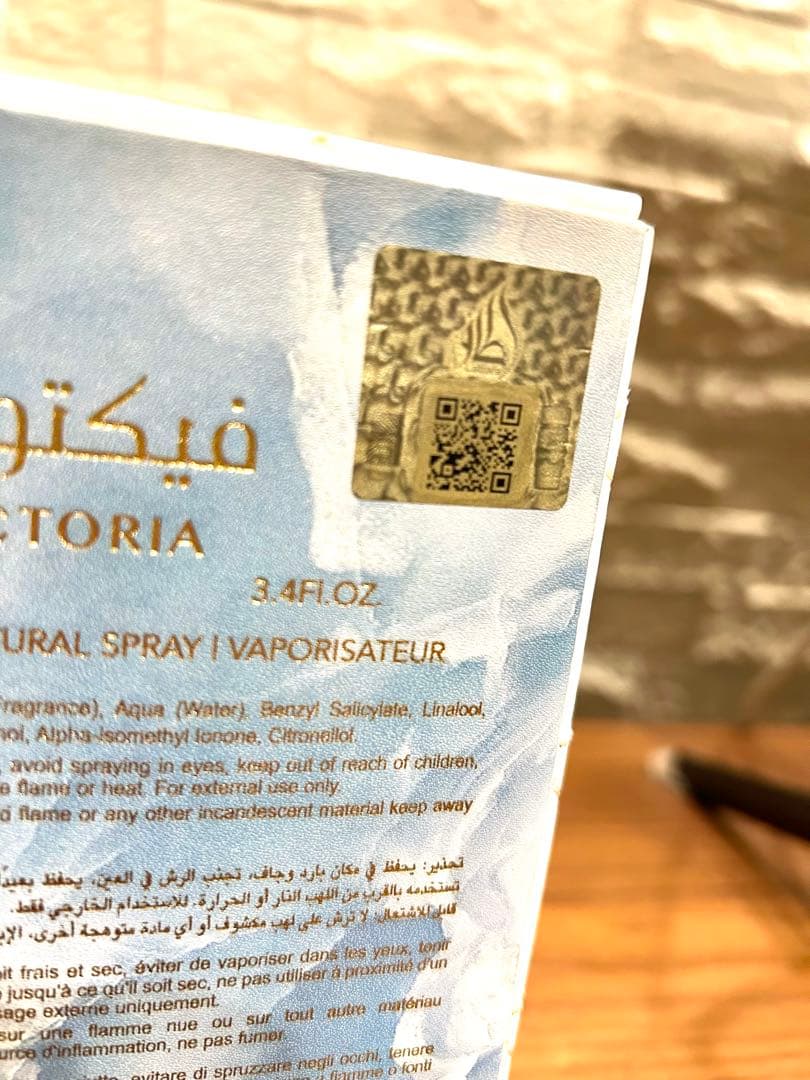 فيكتو
CTORIA
3.4Fl.OZ.
TURAL SPRAY | VAPORISATEUR
Fragrance), Aqua (Water), Benzyl Salicylate, Linalool,
nol, Alpha-Isomethyl Ionone, Citronellol.
, avoid spraying in eyes, keep out of reach of children,
e flame or heat. For external use only.
d flame or any other incandescent material keep away
تحذير: يحفظ في مكان بارد وجاف، تجنب الرش في العين، يحفظ بعيداً
تستخدمه بالقرب من اللهب النار أو الحرارة. للاستخدام الخارجي فقط.
قابل للاشتعال: لا ترش على لهب مكشوف أو أي مادة متوهجة أخرى،
it frais et sec, éviter de vaporiser dans les yeux, tenir
jusqu'à ce qu'il soit sec, ne pas utiliser à proximité d'un
sage externe uniquement.
sur une flamme nue ou sur tout autre matériau
urce d'inflammation, ne pas fumer.
evitare di spruzzare negli occhi, tenere
fiamme o fonti